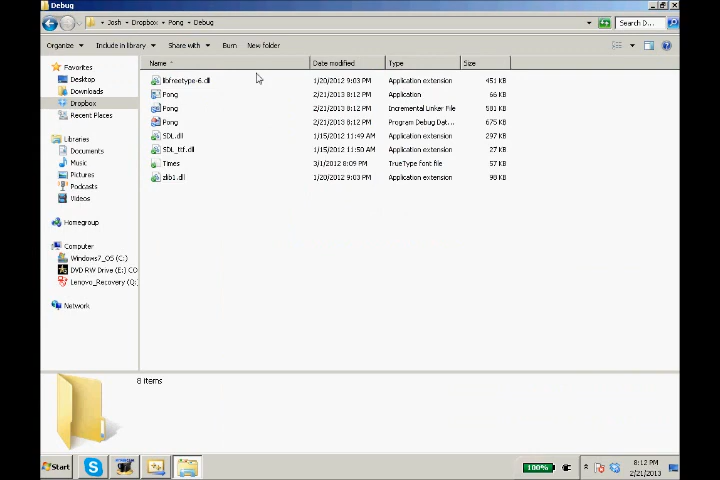 Debug
Josh Dropbox Pong Debug
Search D...
Organize Include in library Share with Burn New folder
Favorites
Desktop
Downloads
Dropbox
Recent Places
Libraries
Documents
Music
Pictures
Podcasts
Videos
Homegroup
Computer
Windows7_OS (C:)
DVD RW Drive (E:) CO
Lenovo_Recovery (Q:
Network
Name Date modified Type Size
libfreetype-6.dll 1/20/2012 9:03 PM Application extension 451 KB
Pong 2/21/2013 8:12 PM Application 66 KB
Pong 2/21/2013 8:12 PM Incremental Linker File 581 KB
Pong 2/21/2013 8:12 PM Program Debug Dat... 675 KB
SDL.dll 1/15/2012 11:49 AM Application extension 297 KB
SDL_ttf.dll 1/15/2012 11:50 AM Application extension 27 KB
Times 3/1/2012 8:09 PM TrueType font file 57 KB
zlib1.dll 1/20/2012 9:03 PM Application extension 98 KB
8 items
Start
100%
8:12 PM
2/21/2013